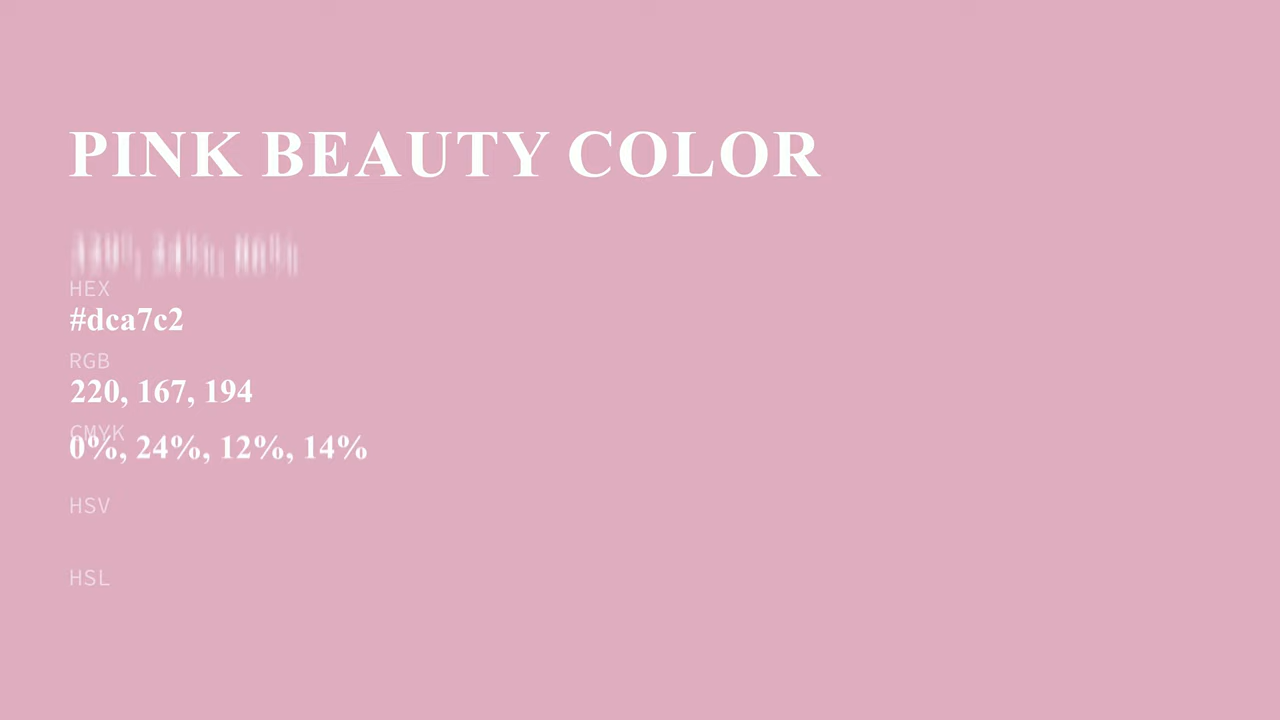 PINK BEAUTY COLOR
HEX
#dca7c2
RGB
220, 167, 194
CMYK
0%, 24%, 12%, 14%
HSV
HSL